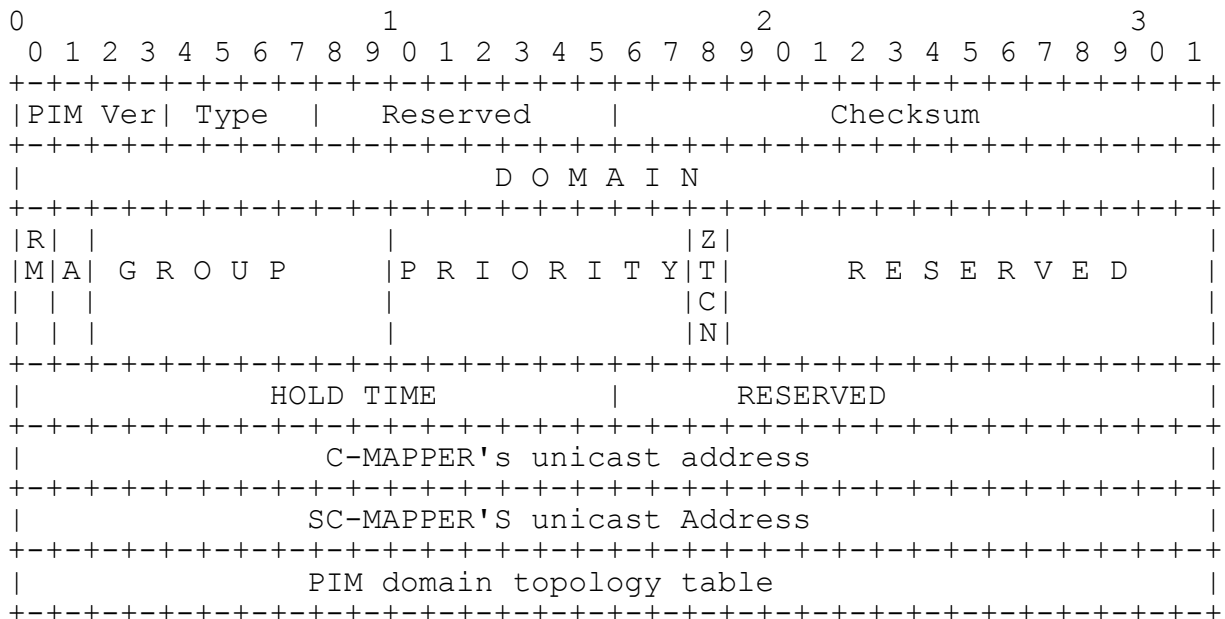 0                   1                   2                   3
 0 1 2 3 4 5 6 7 8 9 0 1 2 3 4 5 6 7 8 9 0 1 2 3 4 5 6 7 8 9 0 1
+-+-+-+-+-+-+-+-+-+-+-+-+-+-+-+-+-+-+-+-+-+-+-+-+-+-+-+-+-+-+-+-+
|PIM Ver| Type  |   Reserved    |           Checksum            |
+-+-+-+-+-+-+-+-+-+-+-+-+-+-+-+-+-+-+-+-+-+-+-+-+-+-+-+-+-+-+-+-+
|                         D O M A I N                           |
+-+-+-+-+-+-+-+-+-+-+-+-+-+-+-+-+-+-+-+-+-+-+-+-+-+-+-+-+-+-+-+-+
|R| |               |               |Z|                         |
|M|A| G R O U P     |P R I O R I T Y|T|      R E S E R V E D    |
| | |               |               |C|                         |
| | |               |               |N|                         |
+-+-+-+-+-+-+-+-+-+-+-+-+-+-+-+-+-+-+-+-+-+-+-+-+-+-+-+-+-+-+-+-+
|             HOLD TIME         |      RESERVED                 |
+-+-+-+-+-+-+-+-+-+-+-+-+-+-+-+-+-+-+-+-+-+-+-+-+-+-+-+-+-+-+-+-+
|                C-MAPPER's unicast address                     |
+-+-+-+-+-+-+-+-+-+-+-+-+-+-+-+-+-+-+-+-+-+-+-+-+-+-+-+-+-+-+-+-+
|               SC-MAPPER'S unicast Address                     |
+-+-+-+-+-+-+-+-+-+-+-+-+-+-+-+-+-+-+-+-+-+-+-+-+-+-+-+-+-+-+-+-+
|               PIM domain topology table                       |
+-+-+-+-+-+-+-+-+-+-+-+-+-+-+-+-+-+-+-+-+-+-+-+-+-+-+-+-+-+-+-+-+